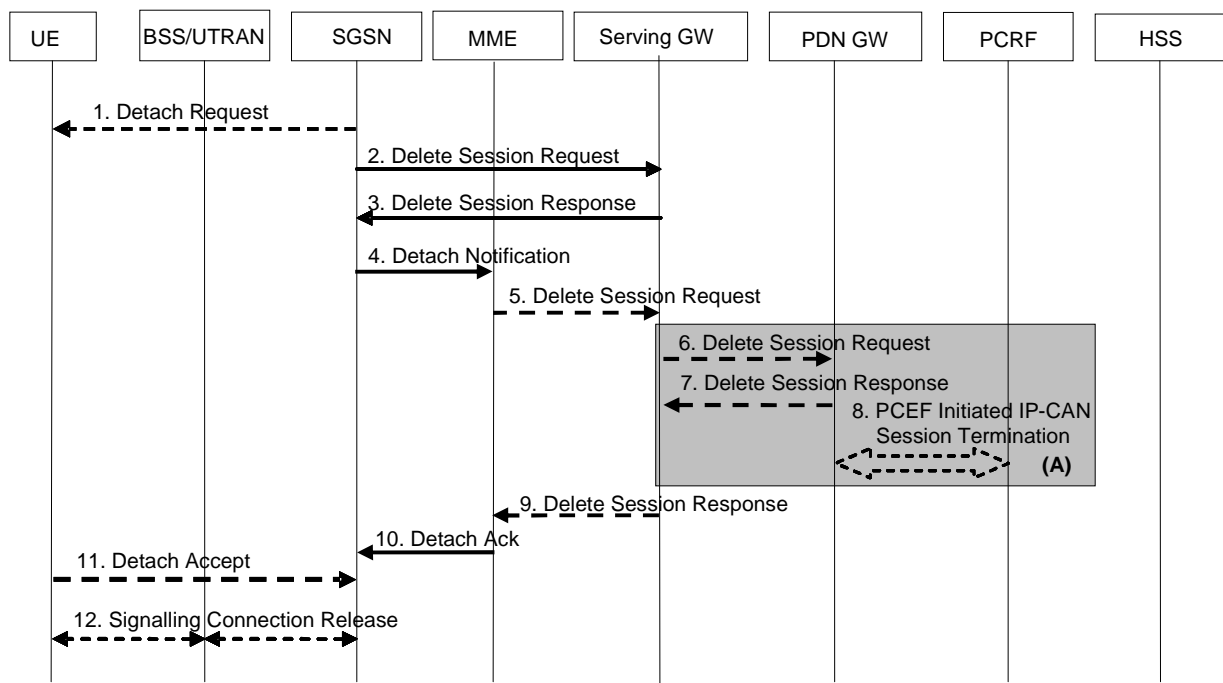 UE
BSS/UTRAN
SGSN
MME
Serving GW
PDN GW
PCRF
HSS
1. Detach Request
2. Delete Session Request
3. Delete Session Response
4. Detach Notification
5. Delete Session Request
6. Delete Session Request
7. Delete Session Response
8. PCEF Initiated IP-CAN
Session Termination
(A)
9. Delete Session Response
10. Detach Ack
11. Detach Accept
12. Signalling Connection Release